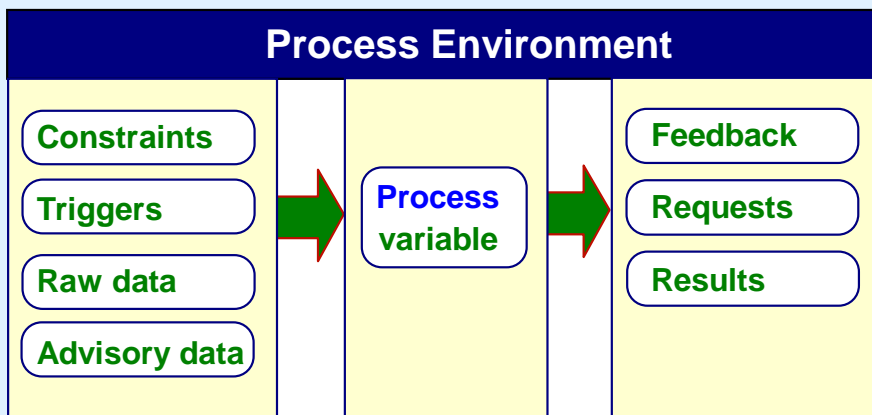 Process Environment
Constraints
Triggers
Raw data
Advisory data
Process
variable
Feedback
Requests
Results